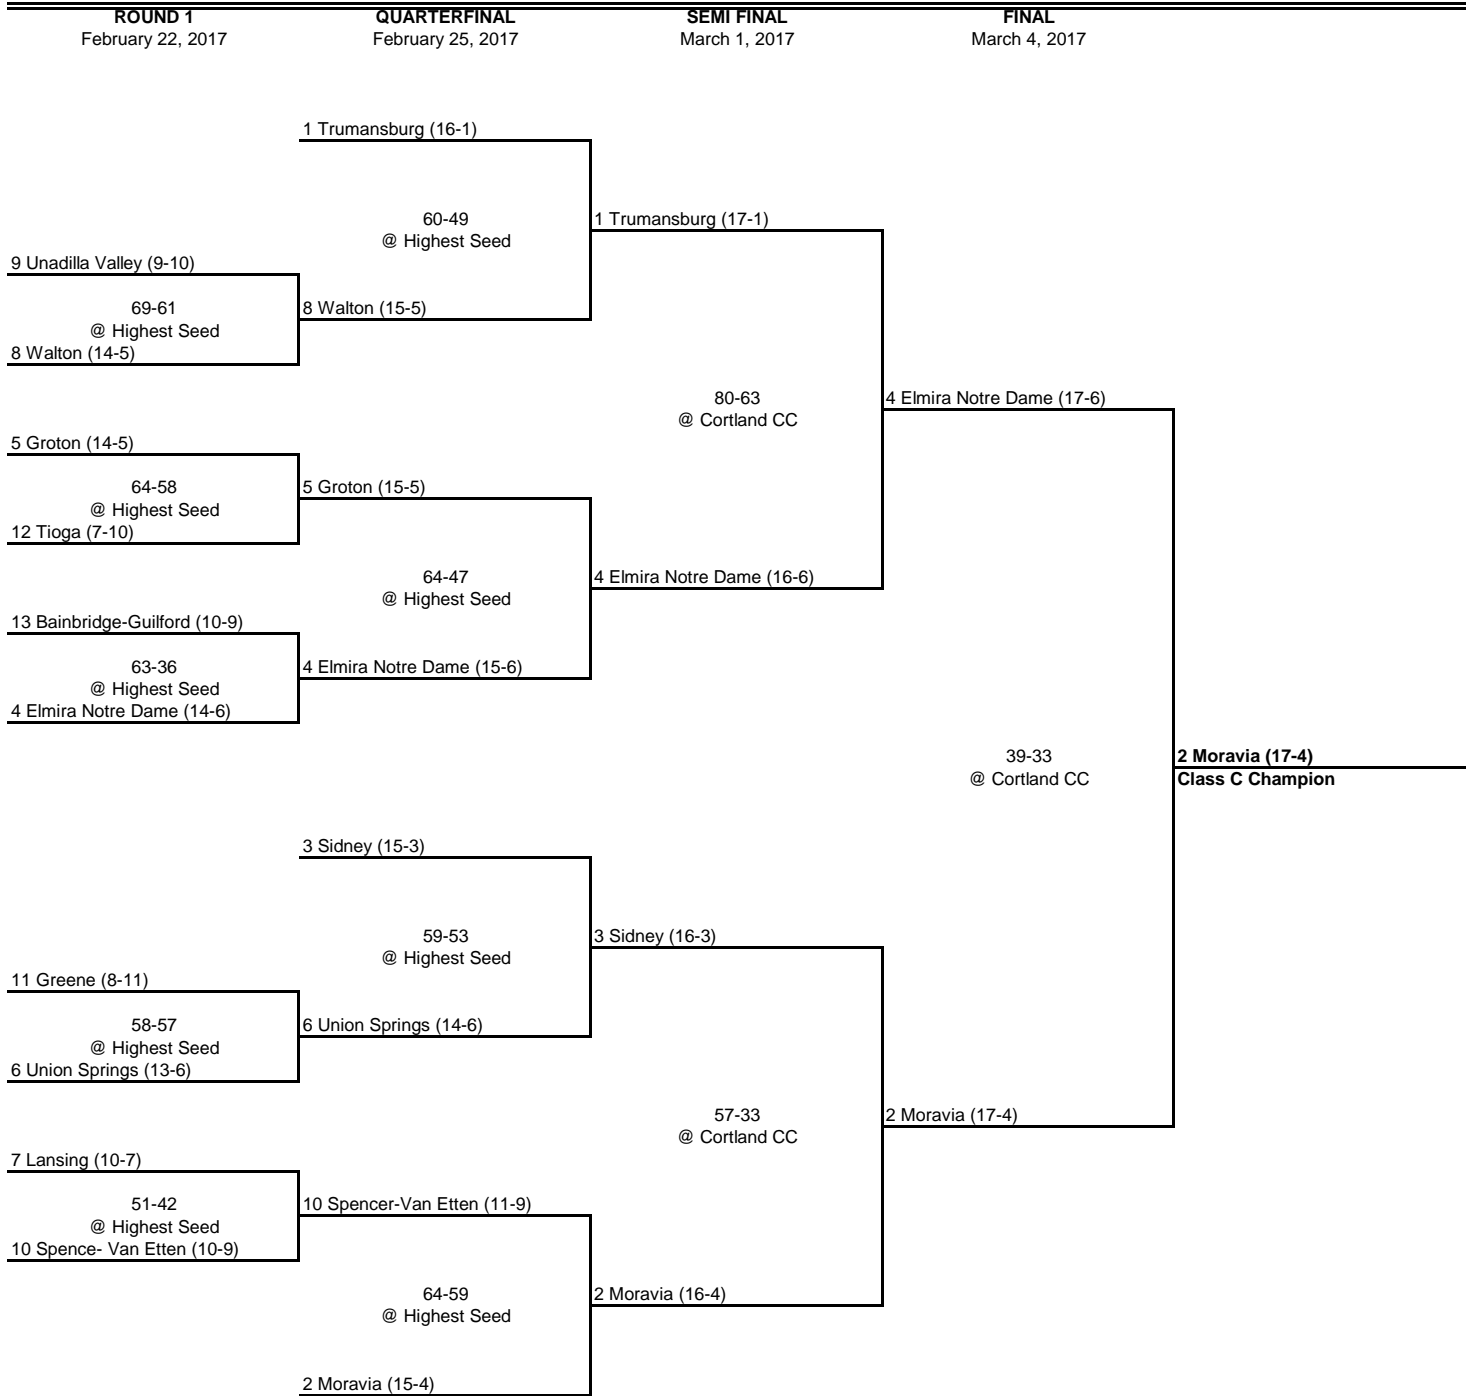 ROUND 1 QUARTERFINAL SEMI FINAL FINAL
February 22, 2017 February 25, 2017 March 1, 2017 March 4, 2017
1 Trumansburg (16-1)
60-49 1 Trumansburg (17-1)
@ Highest Seed
9 Unadilla Valley (9-10)
69-61 8 Walton (15-5)
@ Highest Seed
8 Walton (14-5)
80-63 4 Elmira Notre Dame (17-6)
@ Cortland CC
5 Groton (14-5)
64-58 5 Groton (15-5)
@ Highest Seed
12 Tioga (7-10)
64-47 4 Elmira Notre Dame (16-6)
@ Highest Seed
13 Bainbridge-Guilford (10-9)
63-36 4 Elmira Notre Dame (15-6)
@ Highest Seed
4 Elmira Notre Dame (14-6)
39-33 2 Moravia (17-4)
@ Cortland CC Class C Champion
3 Sidney (15-3)
59-53 3 Sidney (16-3)
@ Highest Seed
11 Greene (8-11)
58-57 6 Union Springs (14-6)
@ Highest Seed
6 Union Springs (13-6)
57-33 2 Moravia (17-4)
@ Cortland CC
7 Lansing (10-7)
51-42 10 Spencer-Van Etten (11-9)
@ Highest Seed
10 Spence- Van Etten (10-9)
64-59 2 Moravia (16-4)
@ Highest Seed
2 Moravia (15-4)